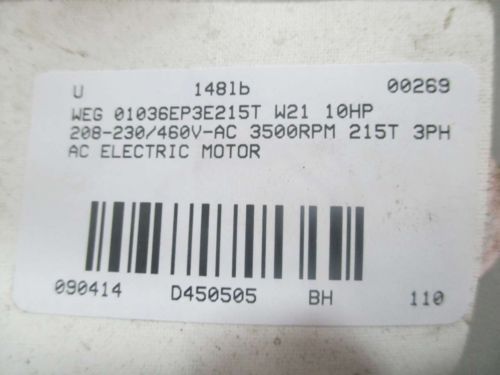 U 148lb 00269
WEG 01036EP3E215T W21 10HP
208-230/460V-AC 3500RPM 215T 3PH
AC ELECTRIC MOTOR
090414 D450505 BH 110